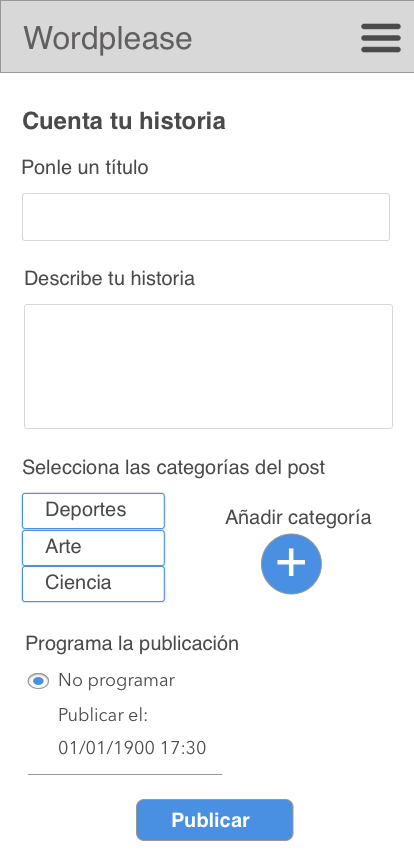 Wordplease
Cuenta tu historia
Ponle un título
Describe tu historia
Selecciona las categorías del post
Deportes
Arte
Ciencia
Añadir categoría
Programa la publicación
No programar
Publicar el:
01/01/1900 17:30
Publicar